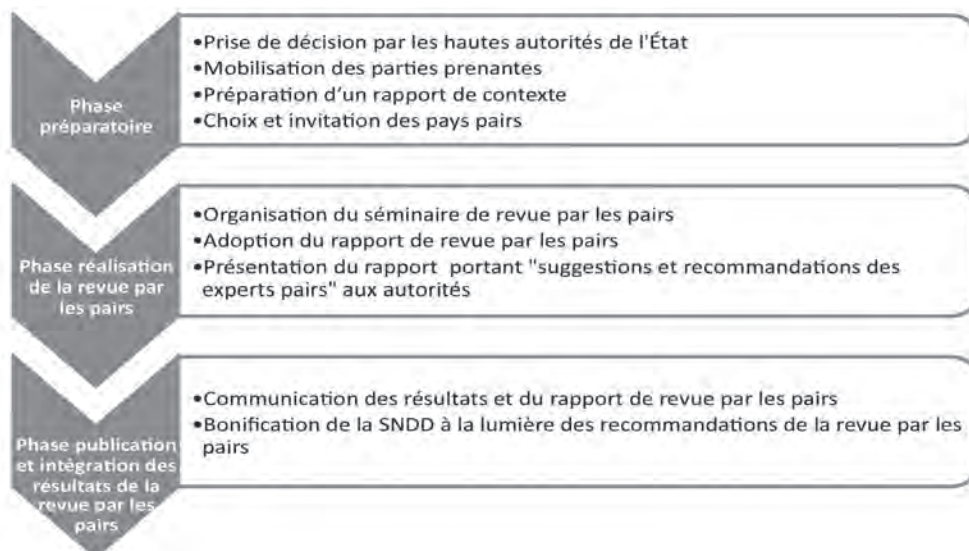 Phase
préparatoire
•Prise de décision par les hautes autorités de l'État
•Mobilisation des parties prenantes
•Préparation d’un rapport de contexte
•Choix et invitation des pays pairs
Phase réalisation
de la revue par
les pairs
•Organisation du séminaire de revue par les pairs
•Adoption du rapport de revue par les pairs
•Présentation du rapport portant "suggestions et recommandations des
experts pairs" aux autorités
Phase publication
et intégration des
résultats de la
revue par les
pairs
•Communication des résultats et du rapport de revue par les pairs
•Bonification de la SNDD à la lumière des recommandations de la revue par les
pairs